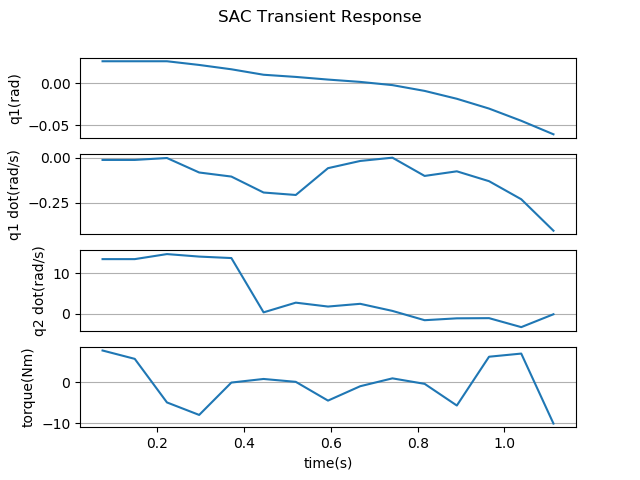 SAC Transient Response
q1(rad)
0.00
−0.05
q1 dot(rad/s)
0.00
−0.25
q2 dot(rad/s)
10
0
torque(Nm)
0
−10
0.2 0.4 0.6 0.8 1.0
time(s)